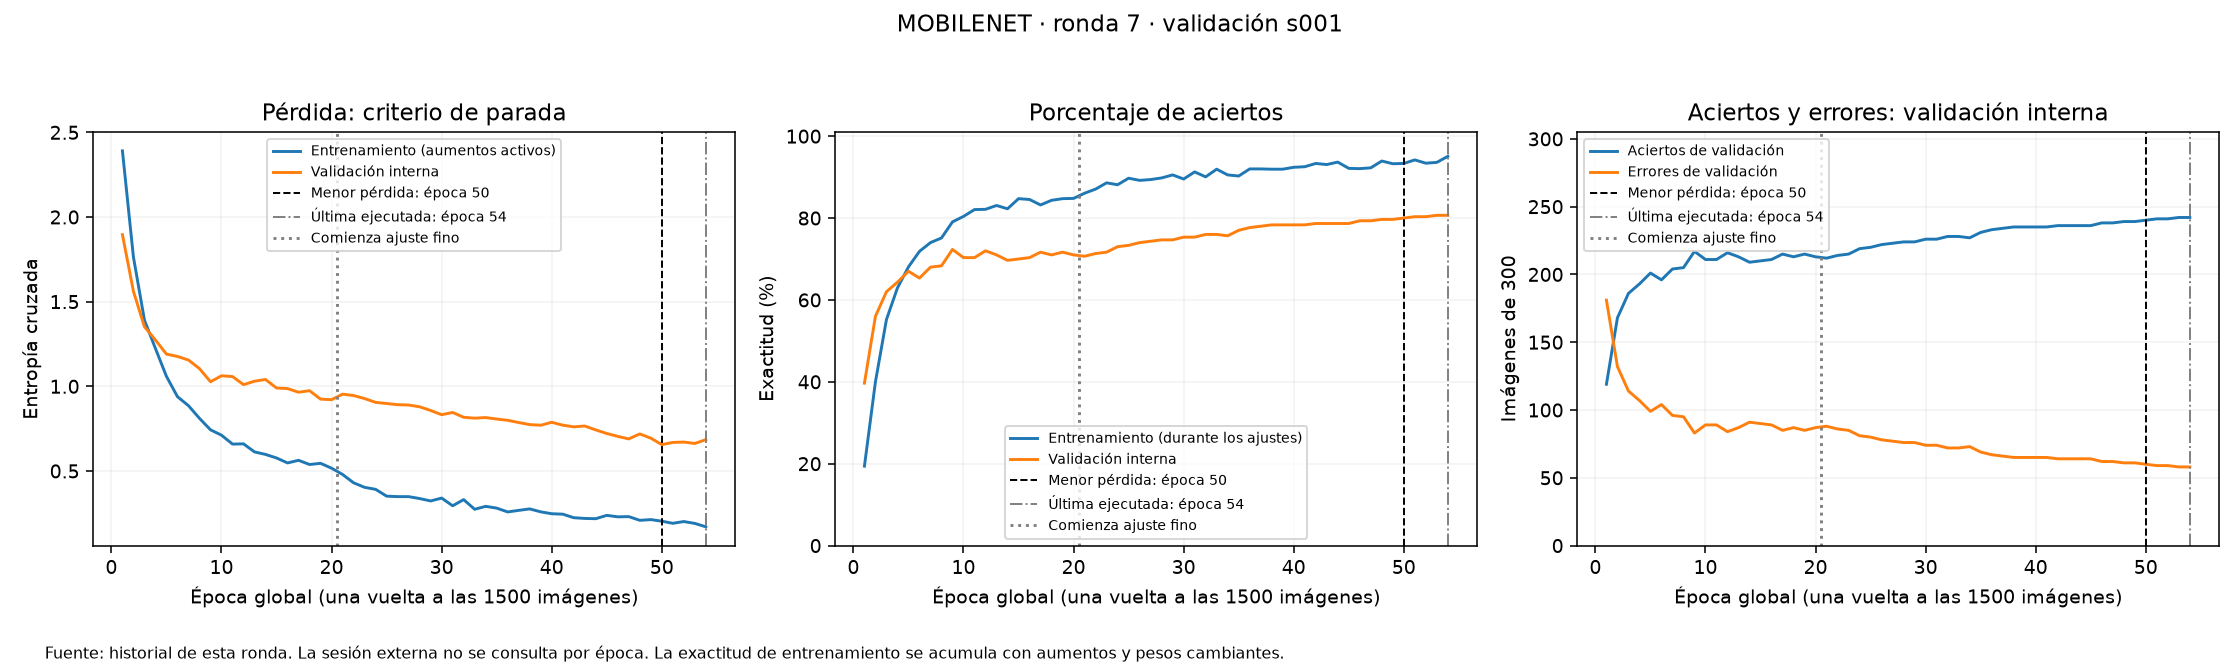 MOBILENET · ronda 7 · validación s001
Pérdida: criterio de parada
Entropía cruzada
2.5
2.0
1.5
1.0
0.5
Entrenamiento (aumentos activos)
Validación interna
Menor pérdida: época 50
Última ejecutada: época 54
Comienza ajuste fino
0 10 20 30 40 50
Época global (una vuelta a las 1500 imágenes)
Porcentaje de aciertos
Exactitud (%)
100
80
60
40
20
0
Entrenamiento (durante los ajustes)
Validación interna
Menor pérdida: época 50
Última ejecutada: época 54
Comienza ajuste fino
0 10 20 30 40 50
Época global (una vuelta a las 1500 imágenes)
Aciertos y errores: validación interna
Imágenes de 300
300
250
200
150
100
50
0
Aciertos de validación
Errores de validación
Menor pérdida: época 50
Última ejecutada: época 54
Comienza ajuste fino
0 10 20 30 40 50
Época global (una vuelta a las 1500 imágenes)
Fuente: historial de esta ronda. La sesión externa no se consulta por época. La exactitud de entrenamiento se acumula con aumentos y pesos cambiantes.